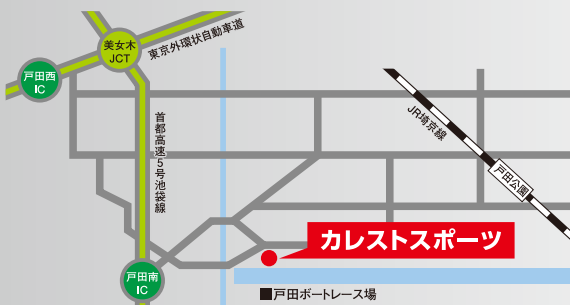 美女木
JCT
東京外環状自動車道
戸田西
IC
首都高速5号池袋線
JR埼京線
戸田公園
カレストスポーツ
戸田南
IC
■戸田ボートレース場